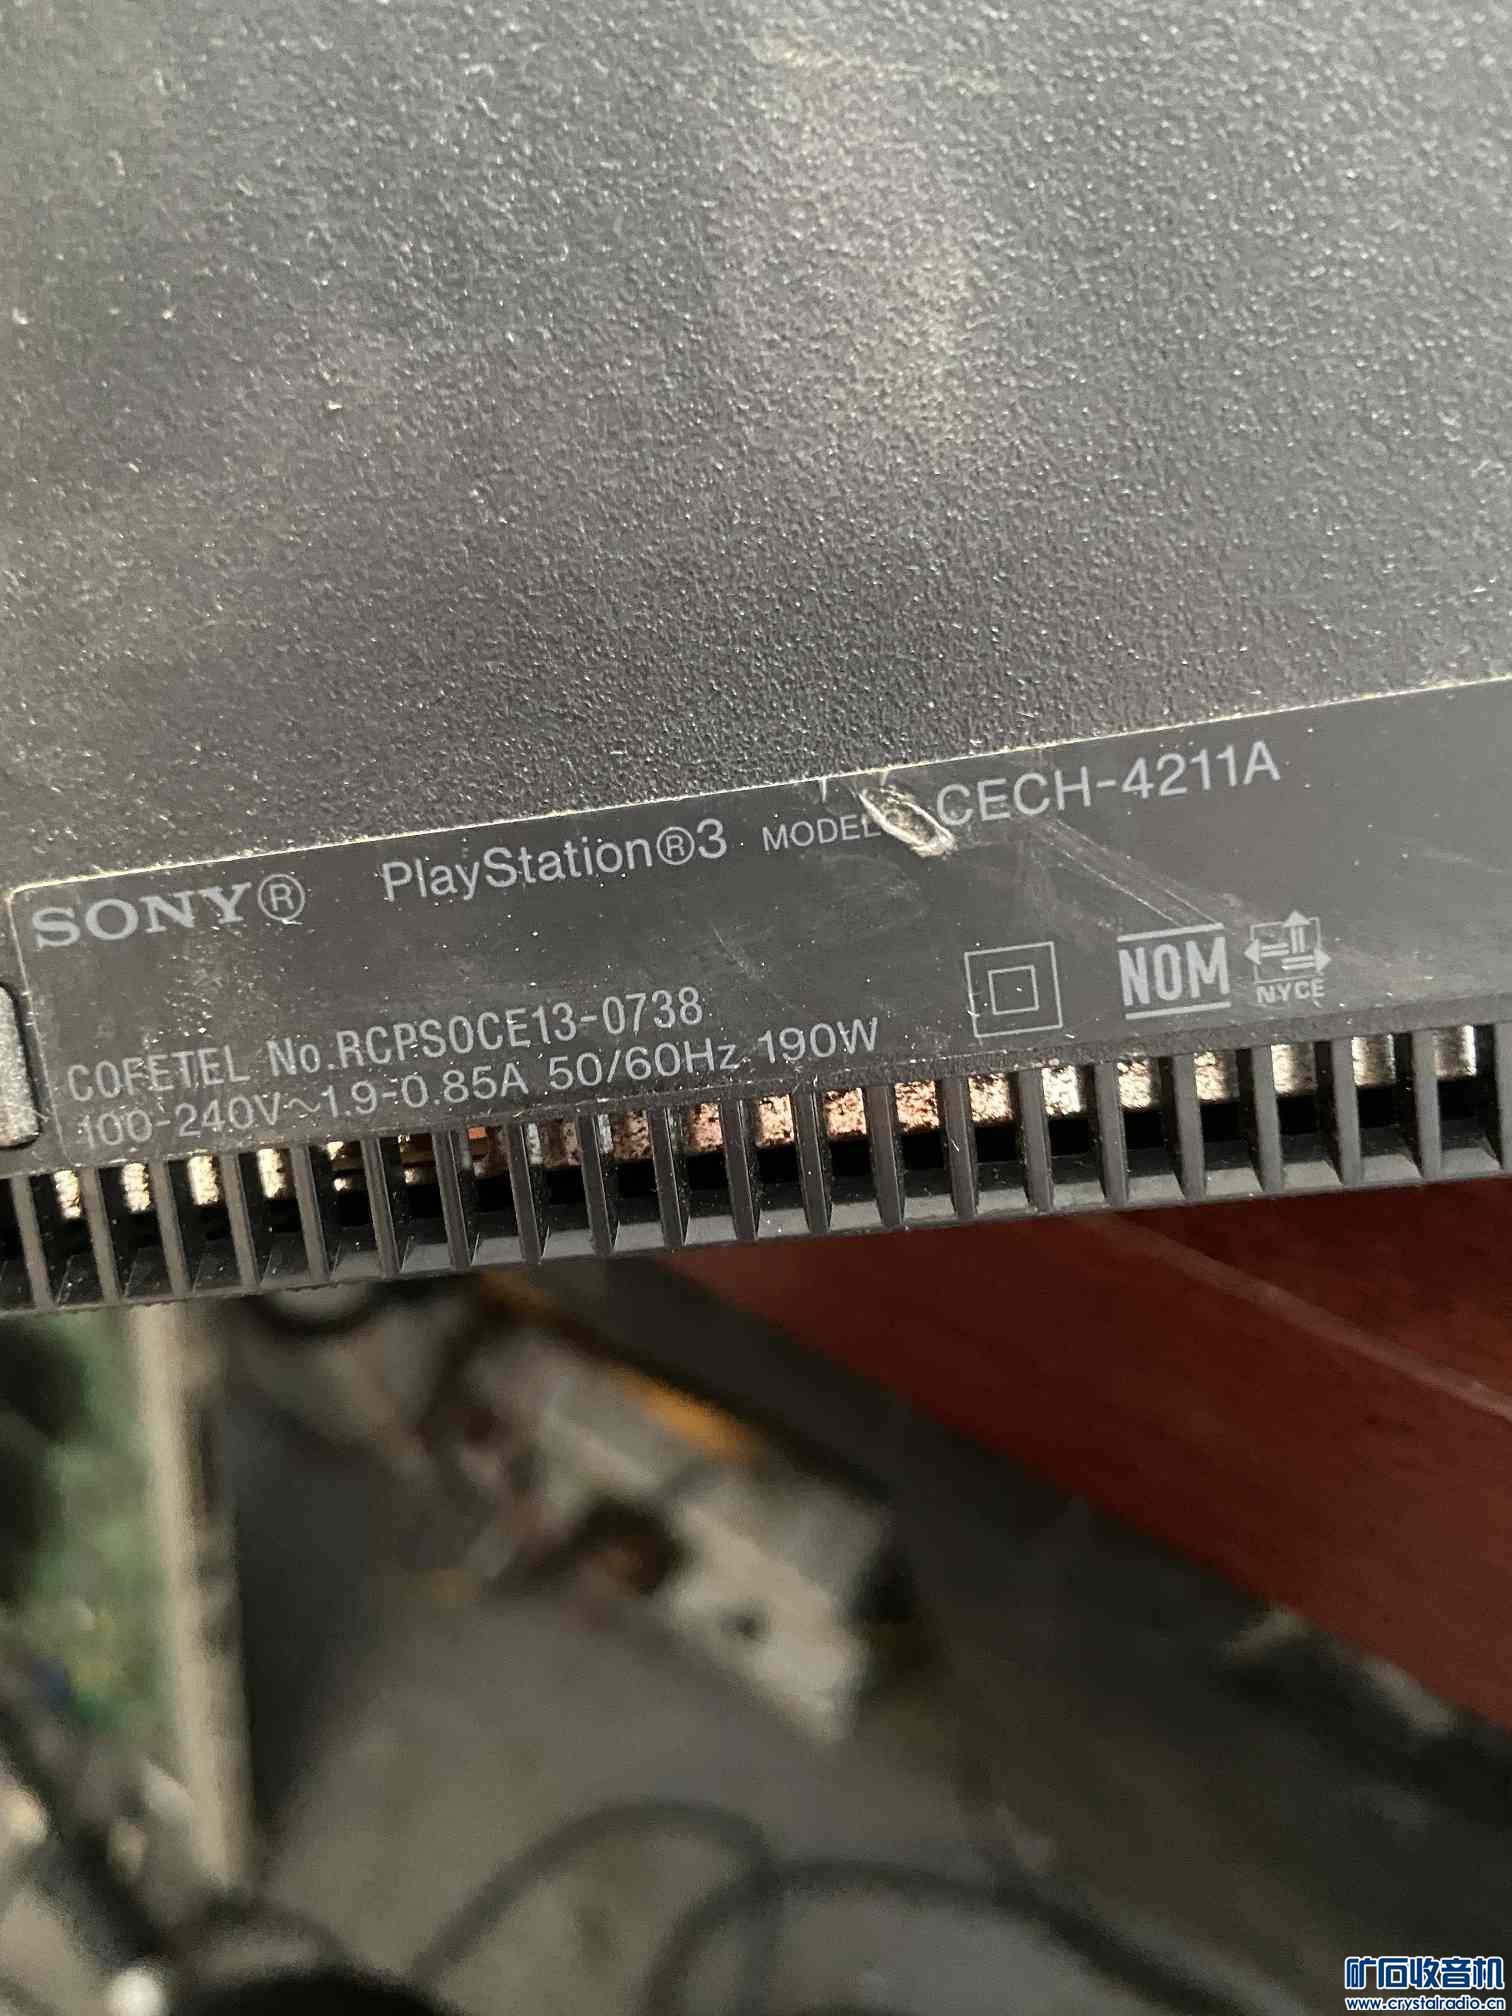 SONY® PlayStation®3 MODEL CECH-4211A
COFETEL No.RCPSOCE13-0738
100-240V~1.9-0.85A 50/60Hz 190W
NOM
NYCE
矿石收音机
www.crystalradio.cn